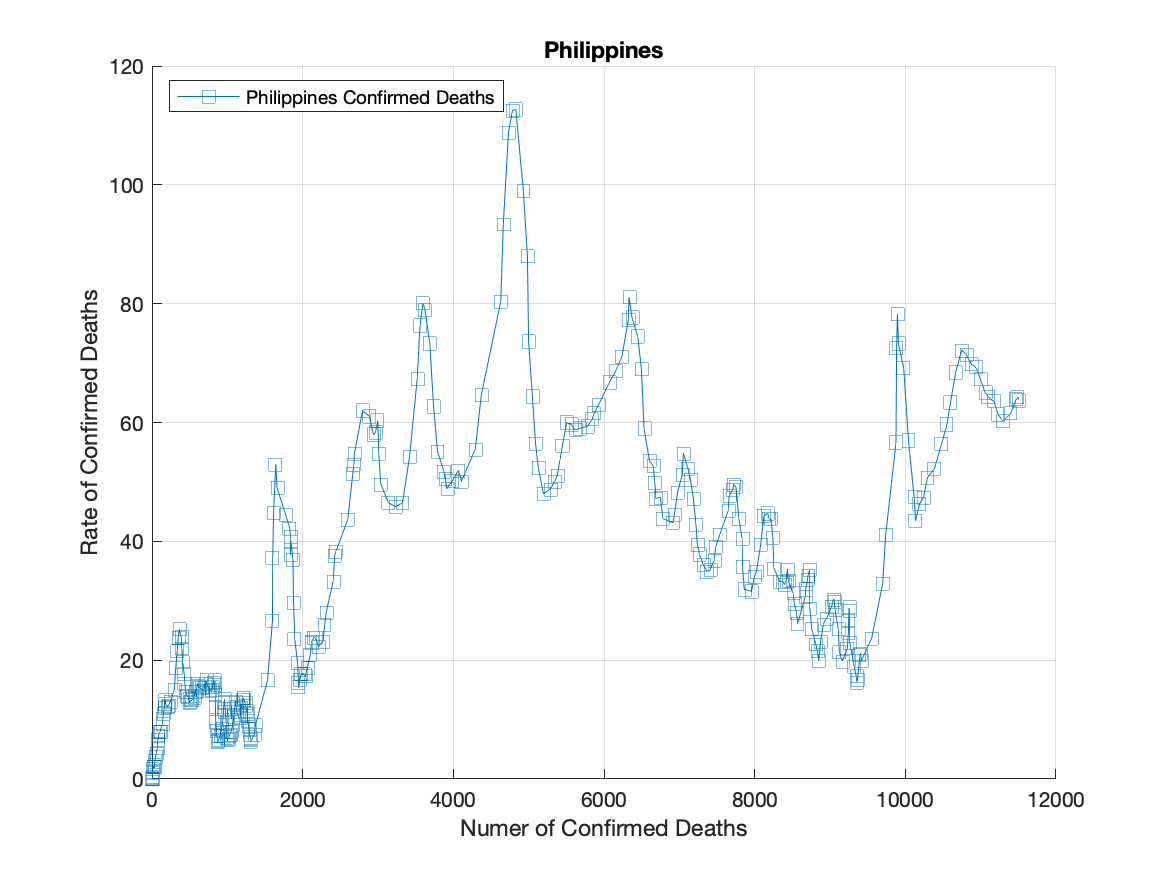 Philippines
Philippines Confirmed Deaths
120
100
80
60
40
20
0
Rate of Confirmed Deaths
0 2000 4000 6000 8000 10000 12000
Numer of Confirmed Deaths